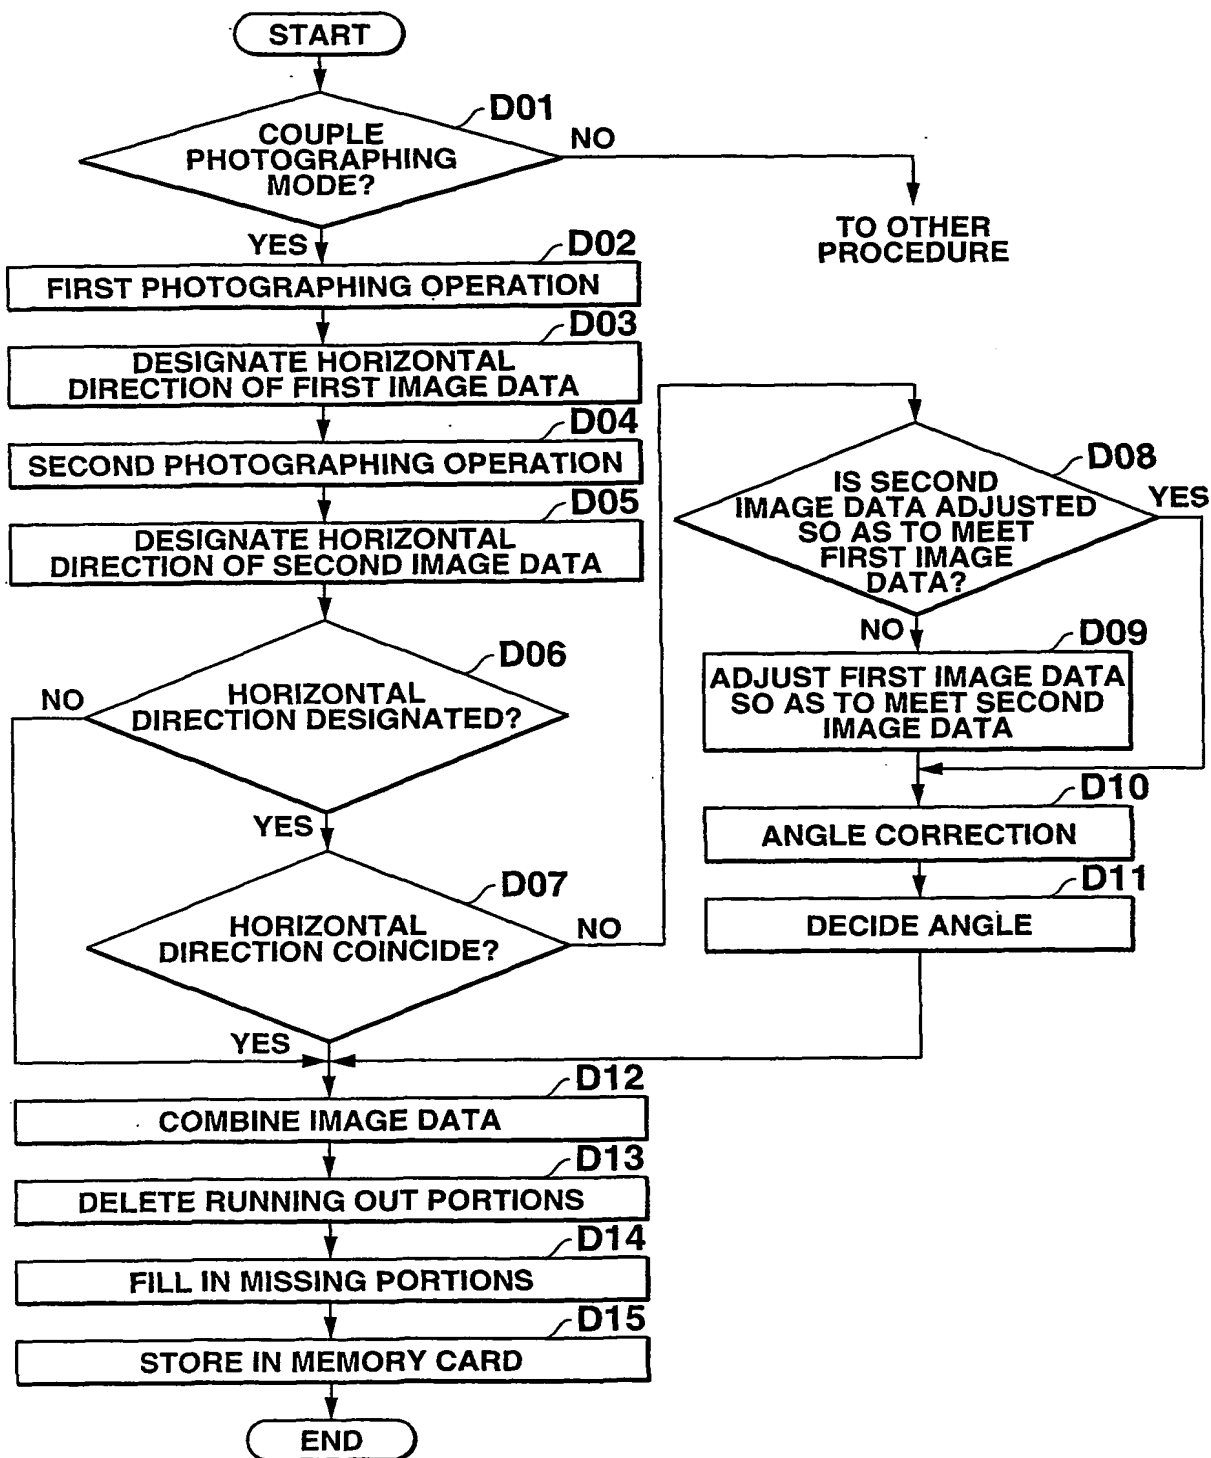 START
D01
COUPLE
PHOTOGRAPHING
MODE?
NO
TO OTHER
PROCEDURE
YES
D02
FIRST PHOTOGRAPHING OPERATION
D03
DESIGNATE HORIZONTAL
DIRECTION OF FIRST IMAGE DATA
D04
SECOND PHOTOGRAPHING OPERATION
D05
DESIGNATE HORIZONTAL
DIRECTION OF SECOND IMAGE DATA
D06
HORIZONTAL
DIRECTION DESIGNATED?
NO
YES
D07
HORIZONTAL
DIRECTION COINCIDE?
NO
YES
D08
IS SECOND
IMAGE DATA ADJUSTED
SO AS TO MEET
FIRST IMAGE
DATA?
YES
NO
D09
ADJUST FIRST IMAGE DATA
SO AS TO MEET SECOND
IMAGE DATA
D10
ANGLE CORRECTION
D11
DECIDE ANGLE
D12
COMBINE IMAGE DATA
D13
DELETE RUNNING OUT PORTIONS
D14
FILL IN MISSING PORTIONS
D15
STORE IN MEMORY CARD
END